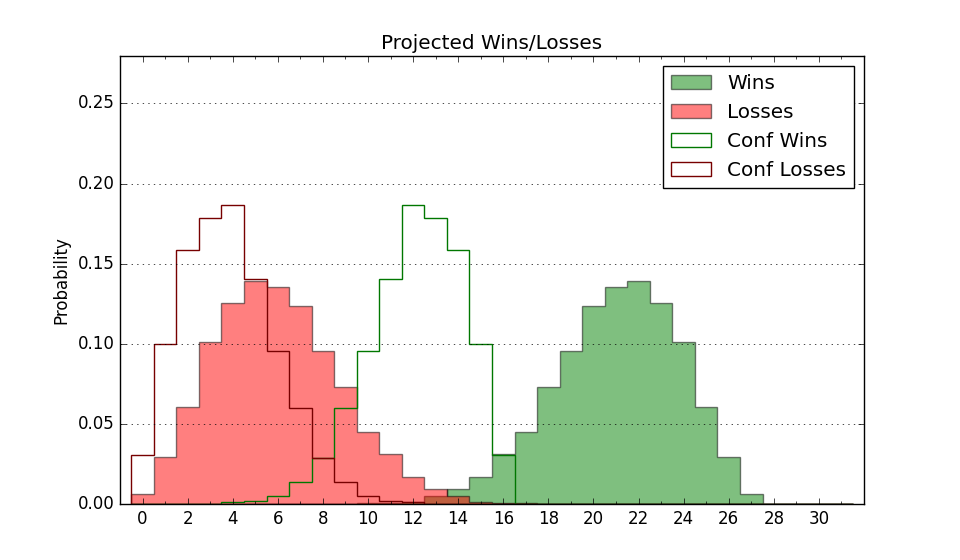 Projected Wins/Losses
Wins
Losses
Conf Wins
Conf Losses
Probability
0.25
0.20
0.15
0.10
0.05
0.00
0 2 4 6 8 10 12 14 16 18 20 22 24 26 28 30